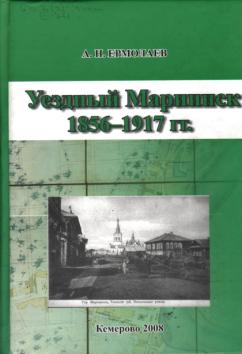 А. Н. ЕРМОЛАЕВ
Уездный Мариинск
1856–1917 гг.
Кемерово 2008